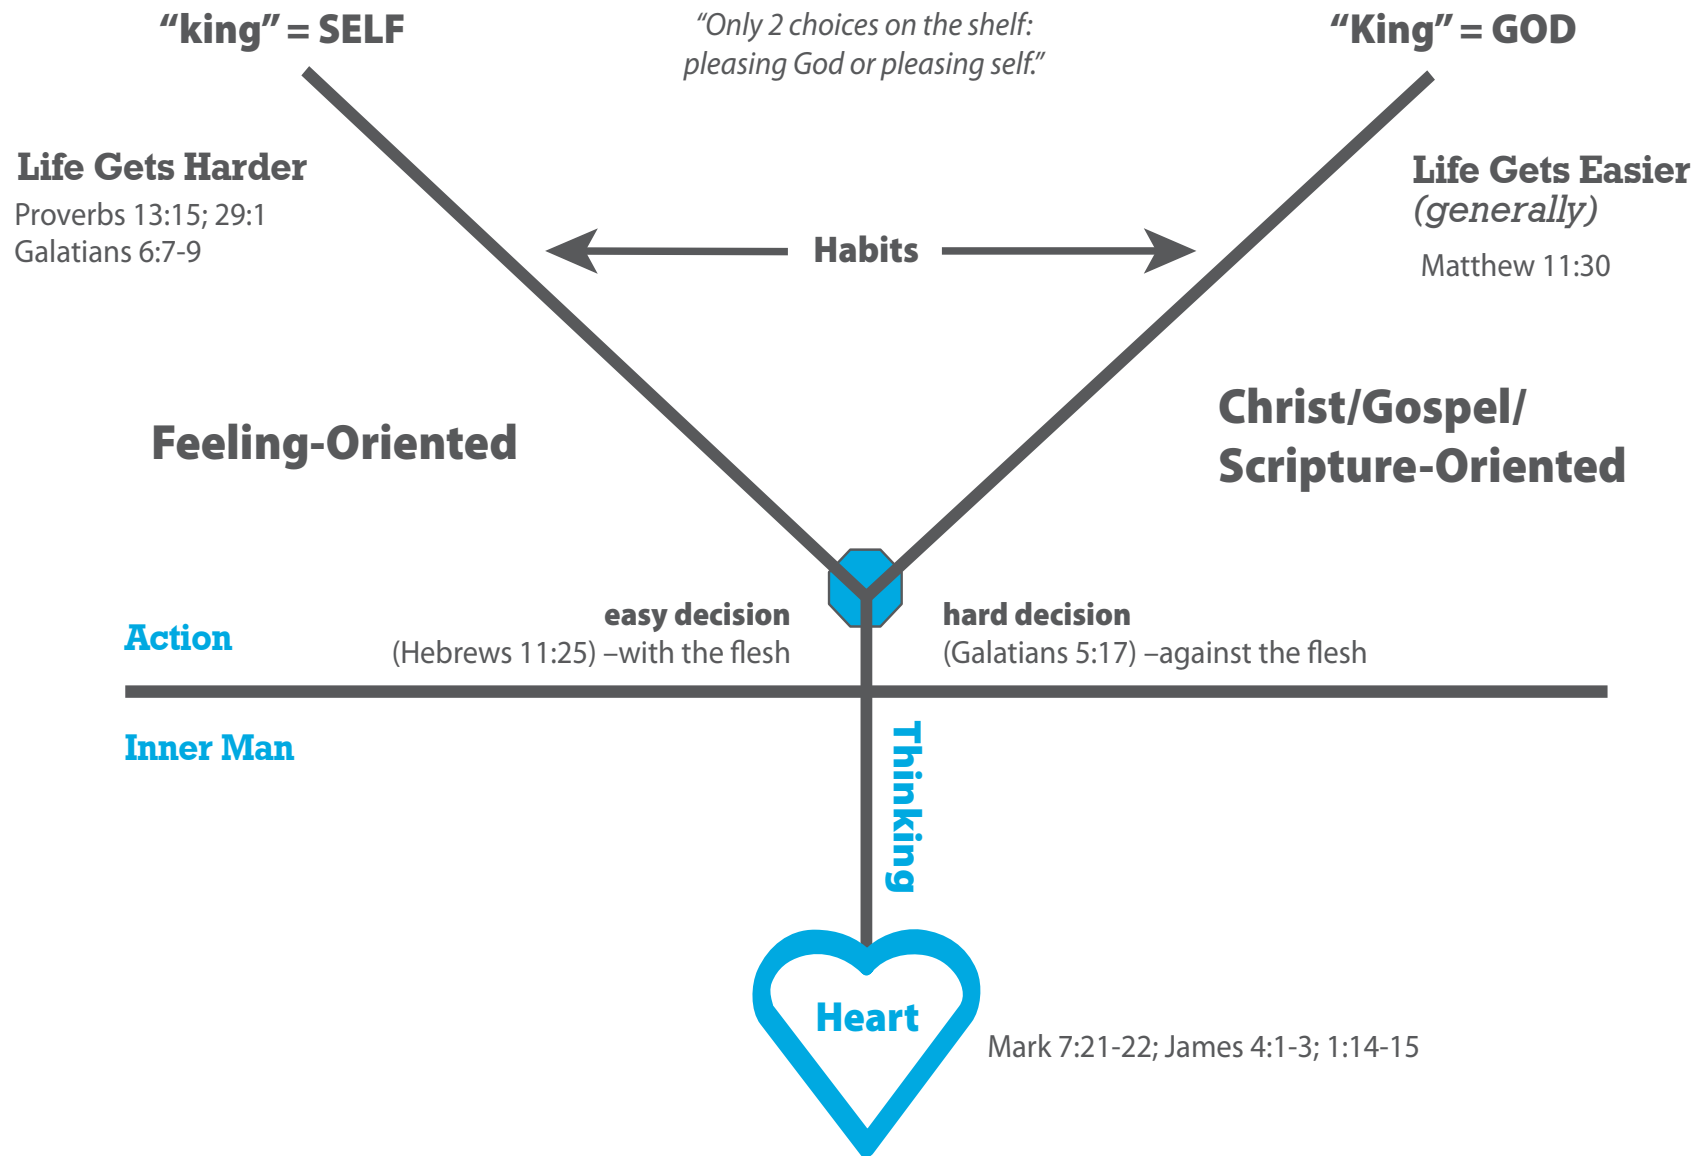 “king” = SELF
“Only 2 choices on the shelf:
pleasing God or pleasing self.”
“King” = GOD
Life Gets Harder
Proverbs 13:15; 29:1
Galatians 6:7-9
Habits
Life Gets Easier
(generally)
Matthew 11:30
Feeling-Oriented
Christ/Gospel/
Scripture-Oriented
Action
easy decision
(Hebrews 11:25) –with the flesh
hard decision
(Galatians 5:17) –against the flesh
Inner Man
Thinking
Heart
Mark 7:21-22; James 4:1-3; 1:14-15